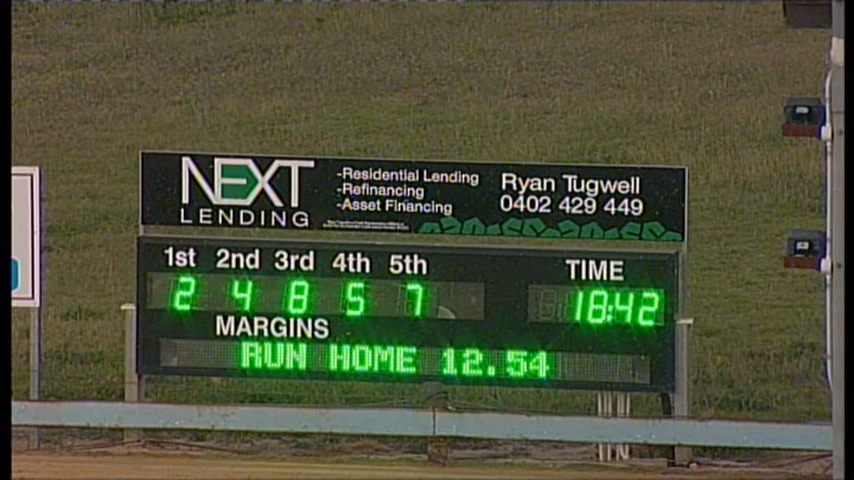 NEXT
LENDING
-Residential Lending
-Refinancing
-Asset Financing
Ryan Tugwell
0402 429 449
1st 2nd 3rd 4th 5th
TIME
2 4 8 5 7
18:42
MARGINS
RUN HOME 12.54